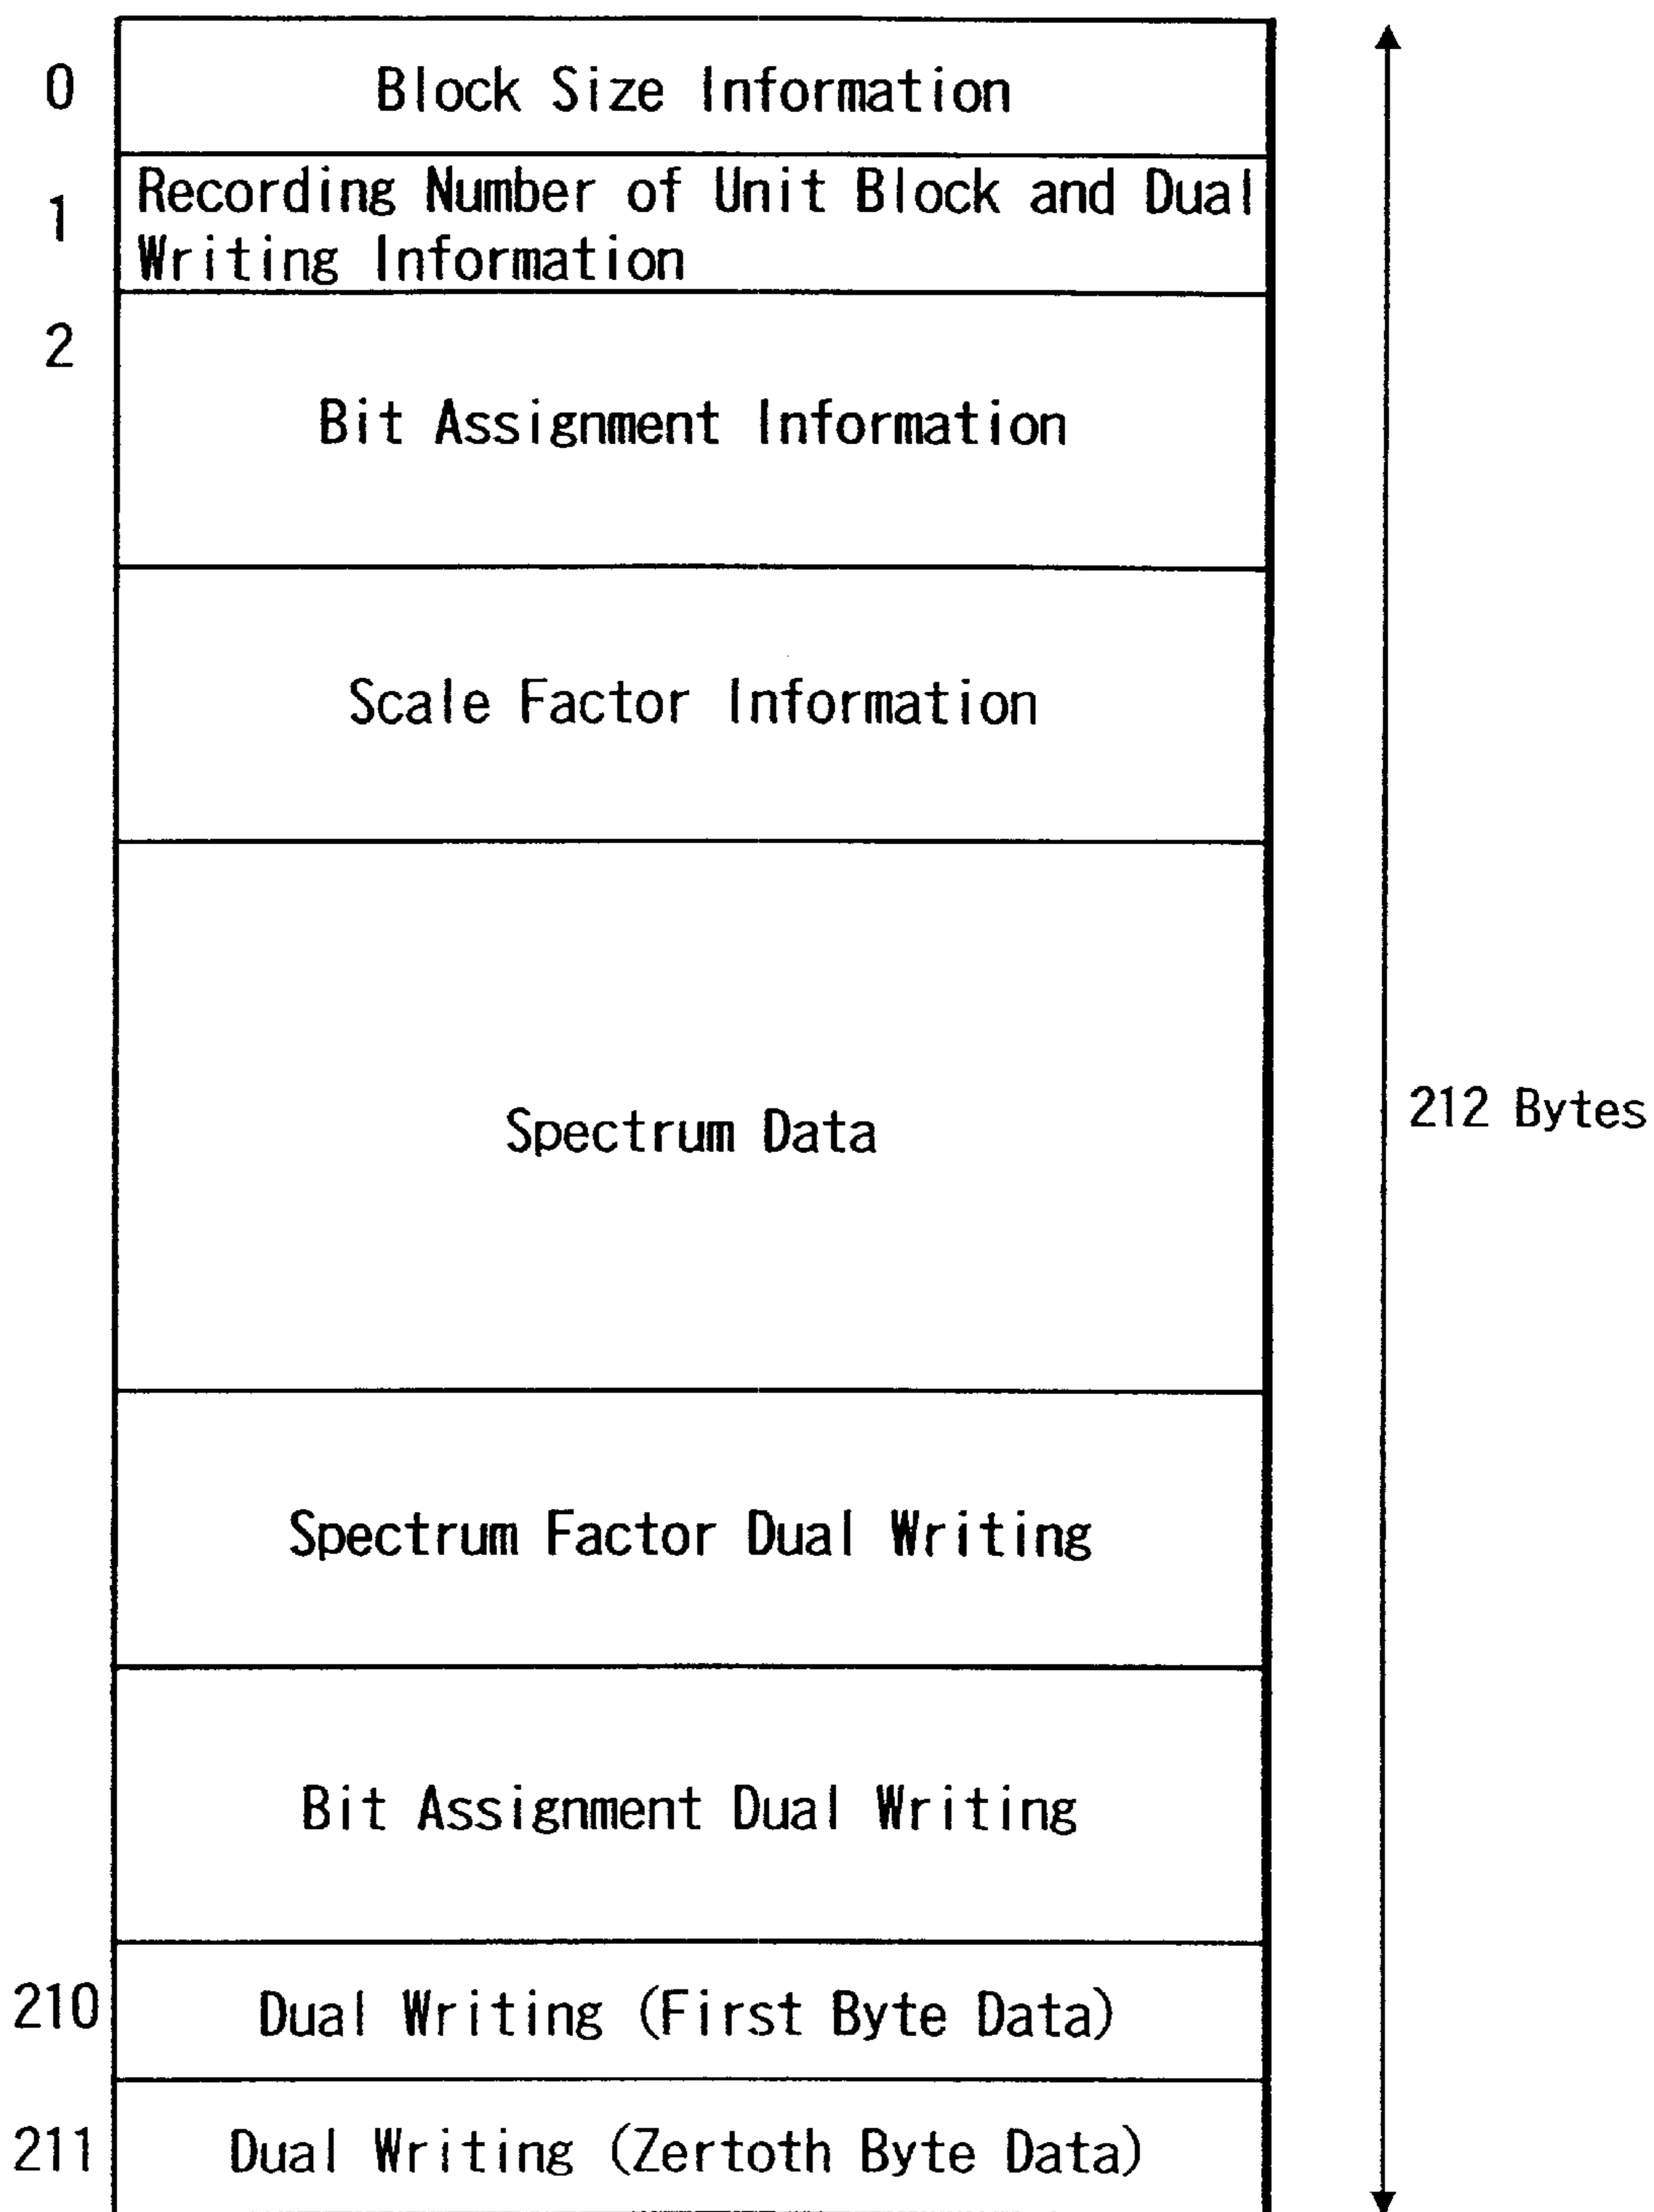 0
Block Size Information
1
Recording Number of Unit Block and Dual
Writing Information
2
Bit Assignment Information
Scale Factor Information
Spectrum Data
212 Bytes
Spectrum Factor Dual Writing
Bit Assignment Dual Writing
210
Dual Writing (First Byte Data)
211
Dual Writing (Zertoth Byte Data)